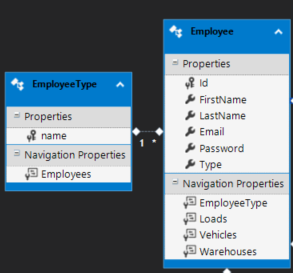 EmployeeType
Properties
name
Navigation Properties
Employees
1 *
Employee
Properties
Id
FirstName
LastName
Email
Password
Type
Navigation Properties
EmployeeType
Loads
Vehicles
Warehouses